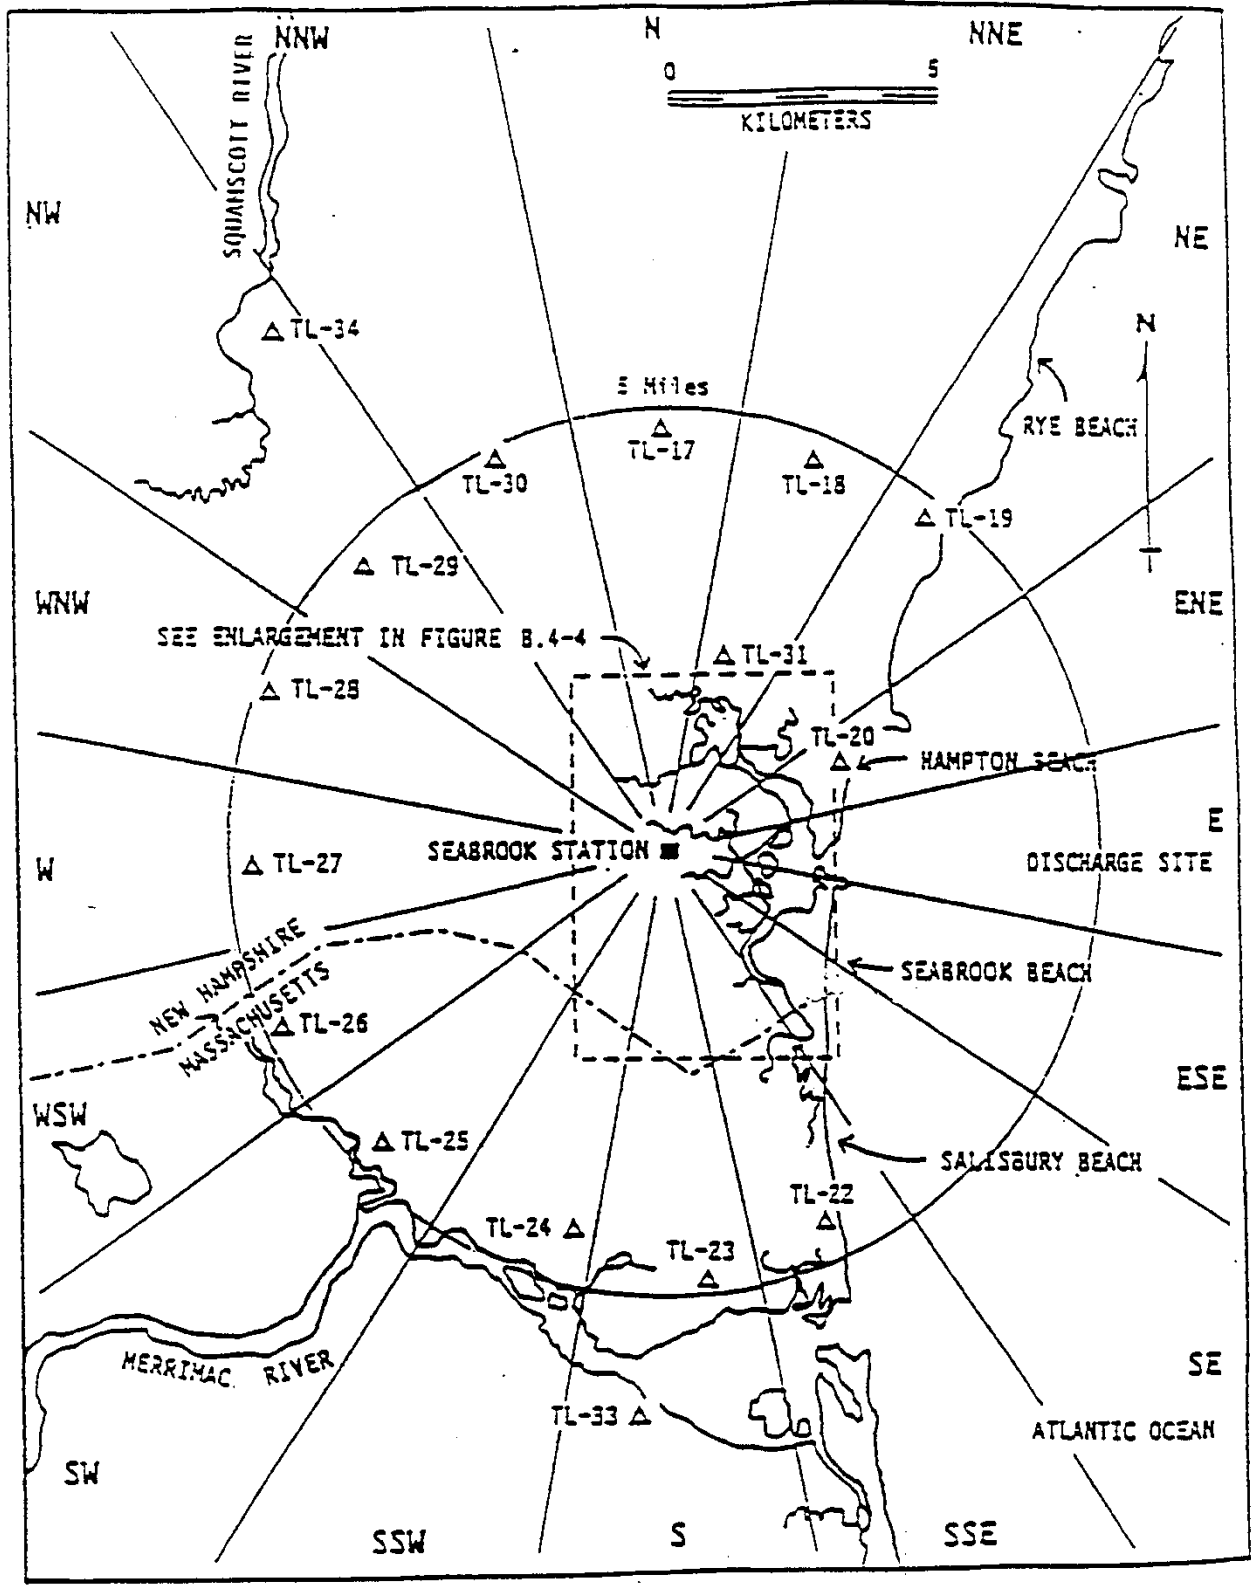 NNW
N
NNE
0 5
KILOMETERS
SQUAMSCOTT RIVER
NW
NE
N
TL-34
5 Miles
TL-17
RYE BEACH
TL-30
TL-18
TL-19
TL-29
WNW
ENE
SEE ENLARGEMENT IN FIGURE B.4-4
TL-31
TL-28
TL-20
HAMPTON BEACH
E
SEABROOK STATION
W
TL-27
DISCHARGE SITE
NEW HAMPSHIRE
MASSACHUSETTS
SEABROOK BEACH
TL-26
ESE
WSW
TL-25
SALISBURY BEACH
TL-22
TL-24
TL-23
MERRIMAC RIVER
SE
TL-33
ATLANTIC OCEAN
SW
SSW
S
SSE